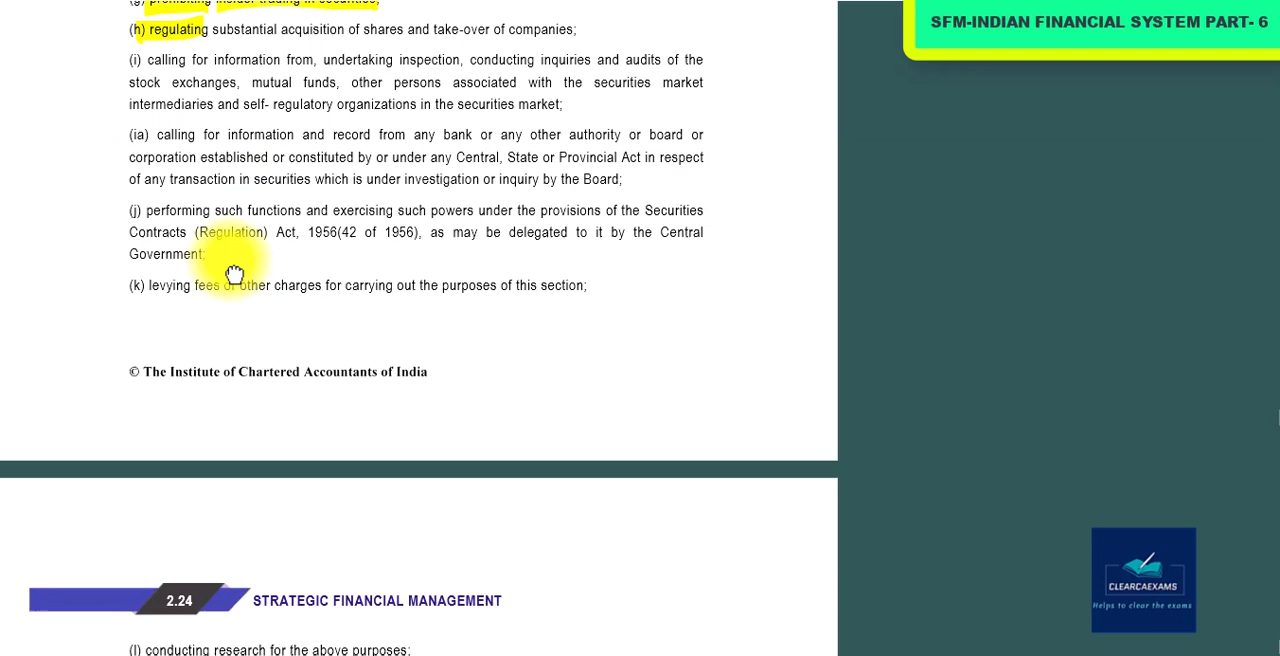 (g) prohibiting insider trading in securities;
SFM-INDIAN FINANCIAL SYSTEM PART- 6
(h) regulating substantial acquisition of shares and take-over of companies;
(i) calling for information from, undertaking inspection, conducting inquiries and audits of the
stock exchanges, mutual funds, other persons associated with the securities market
intermediaries and self- regulatory organizations in the securities market;
(ia) calling for information and record from any bank or any other authority or board or
corporation established or constituted by or under any Central, State or Provincial Act in respect
of any transaction in securities which is under investigation or inquiry by the Board;
(j) performing such functions and exercising such powers under the provisions of the Securities
Contracts (Regulation) Act, 1956(42 of 1956), as may be delegated to it by the Central
Government;
(k) levying fees or other charges for carrying out the purposes of this section;
© The Institute of Chartered Accountants of India
CLEARCAEXAMS
Helps to clear the exams
2.24 STRATEGIC FINANCIAL MANAGEMENT
(l) conducting research for the above purposes;